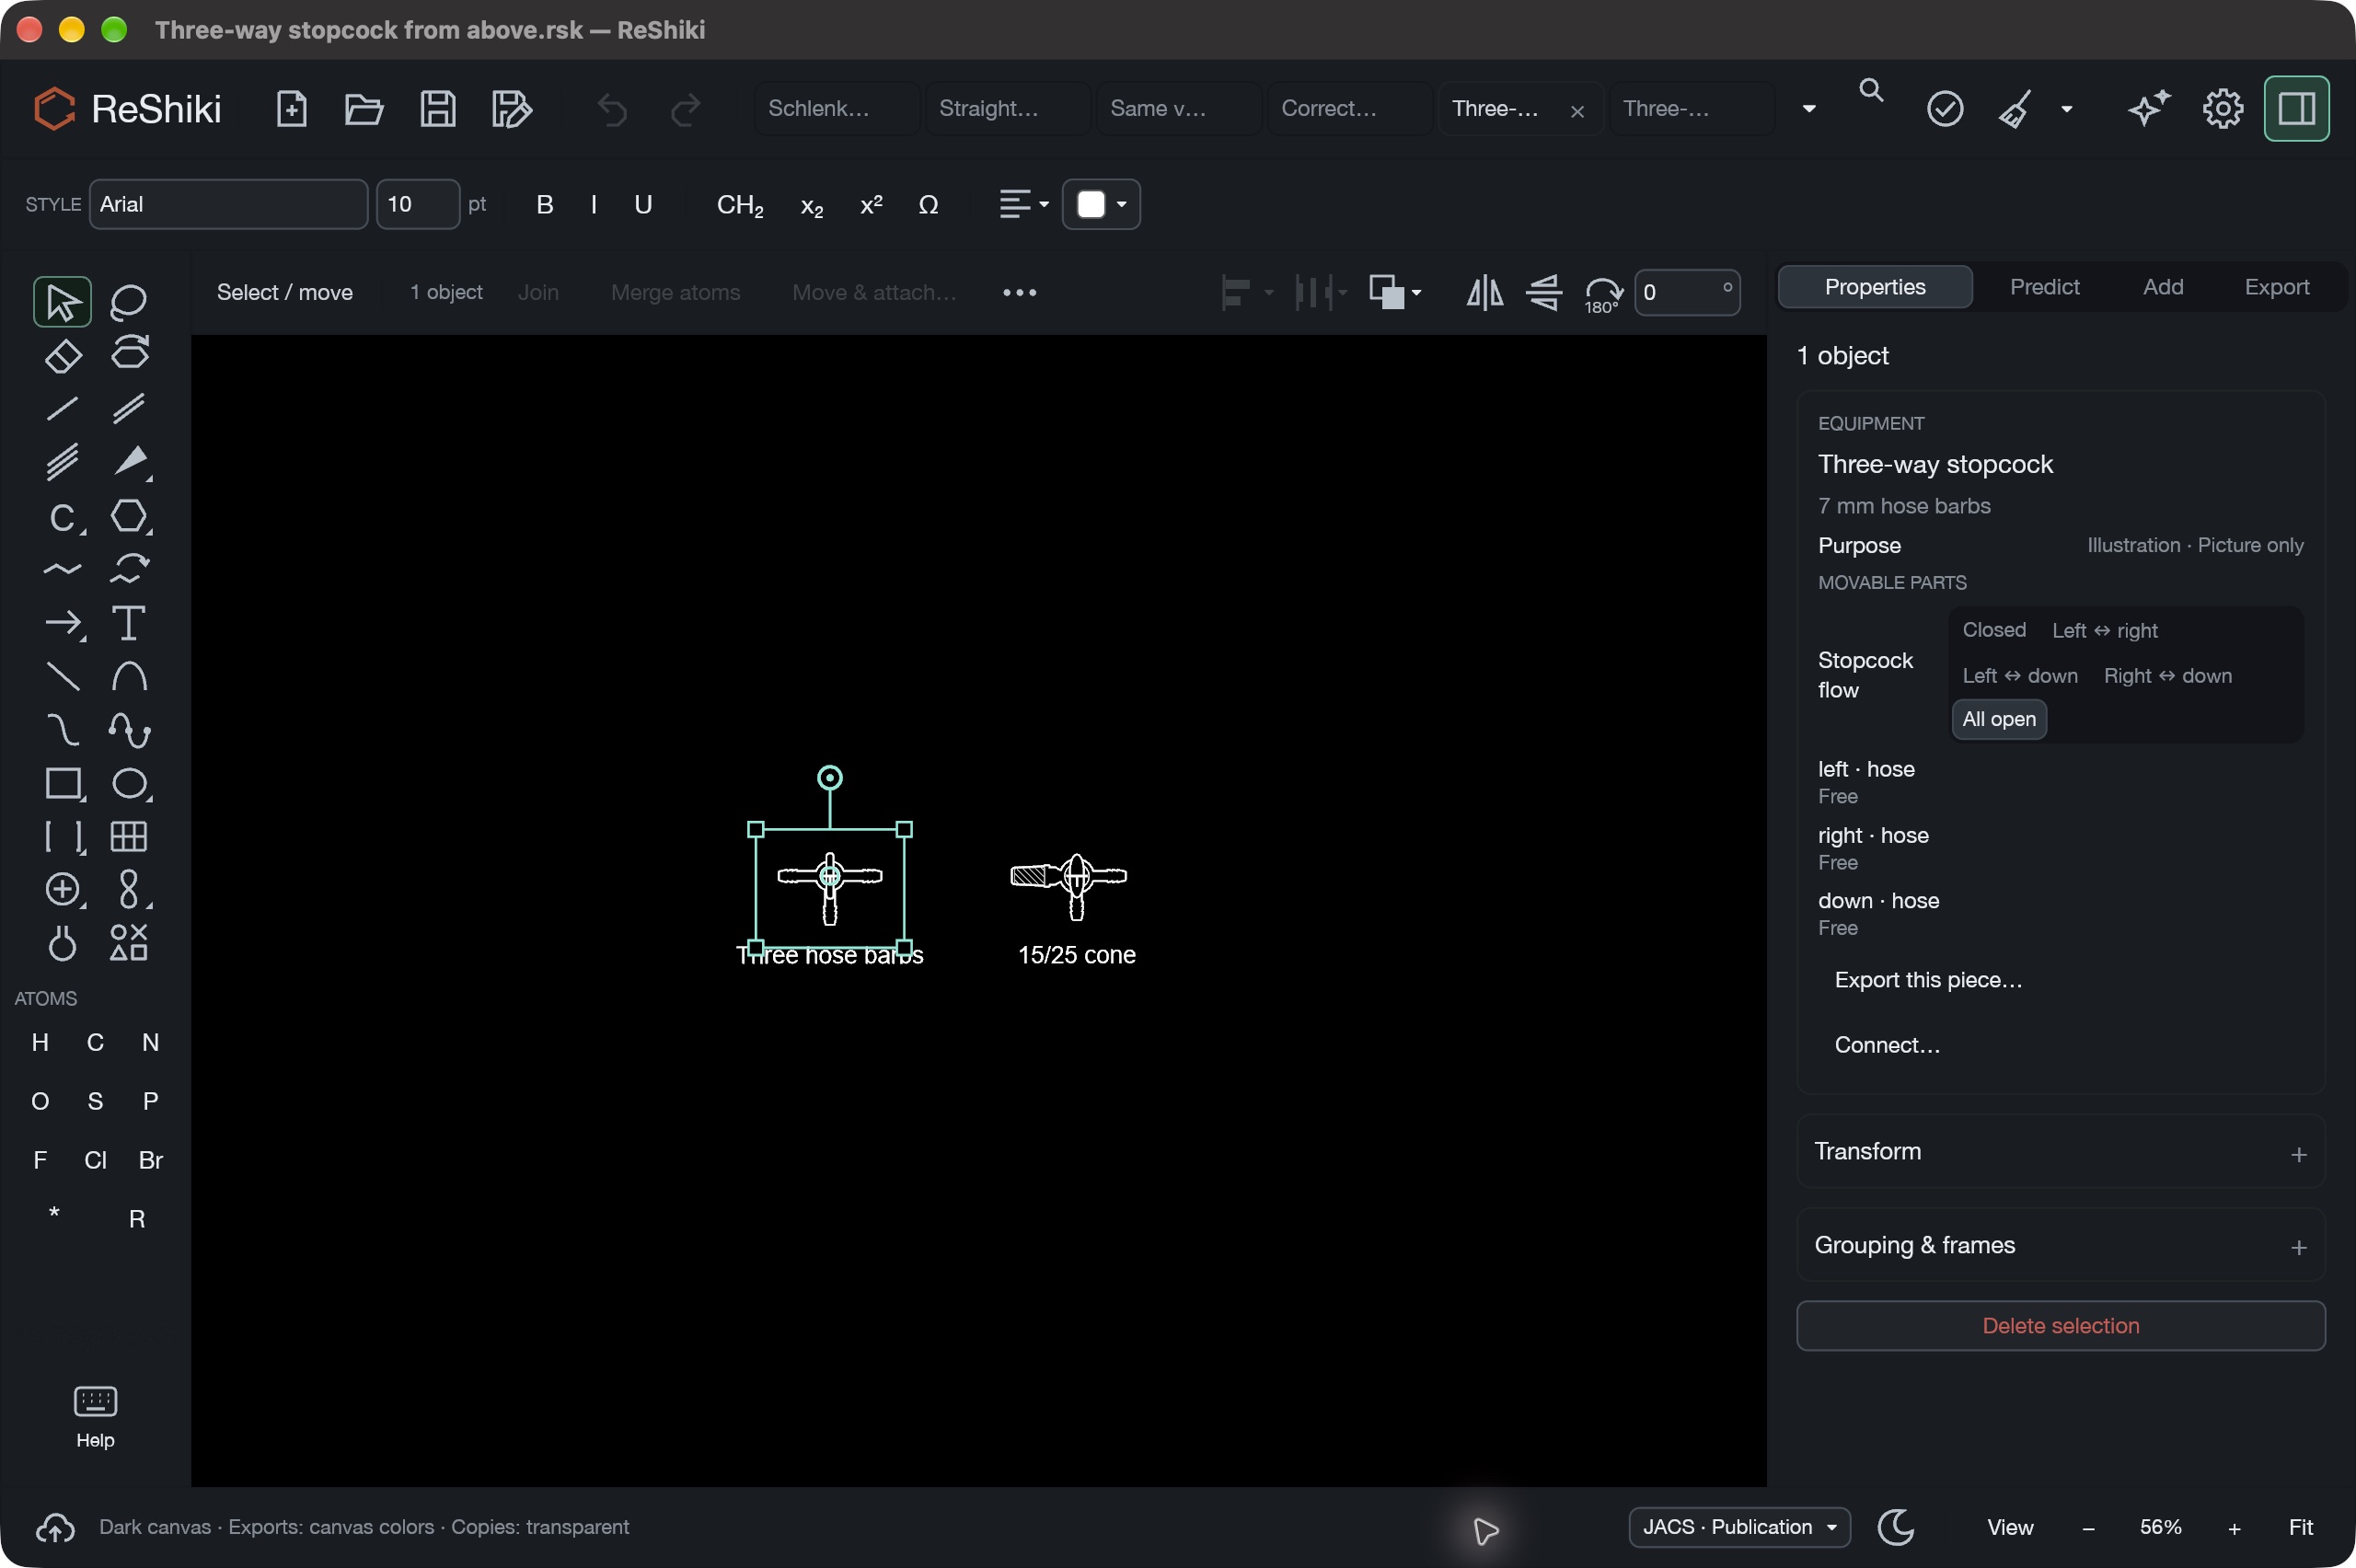 Three-way stopcock from above.rsk — ReShiki
ReShiki
Schlenk...
Straight...
Same v...
Correct...
Three-...
Three-...
STYLE
Arial
10
pt
B
I
U
CH₂
x₂
x²
Ω
Select / move
1 object
Join
Merge atoms
Move & attach...
180°
0 °
Properties
Predict
Add
Export
1 object
EQUIPMENT
Three-way stopcock
7 mm hose barbs
Purpose
Illustration · Picture only
MOVABLE PARTS
Stopcock flow
Closed
Left ↔ right
Left ↔ down
Right ↔ down
All open
left · hose
Free
right · hose
Free
down · hose
Free
Export this piece...
Connect...
Transform +
Grouping & frames +
Delete selection
C
T
ATOMS
H C N
O S P
F Cl Br
* R
Help
Three hose barbs
15/25 cone
Dark canvas · Exports: canvas colors · Copies: transparent
JACS · Publication
View
–
56%
+
Fit